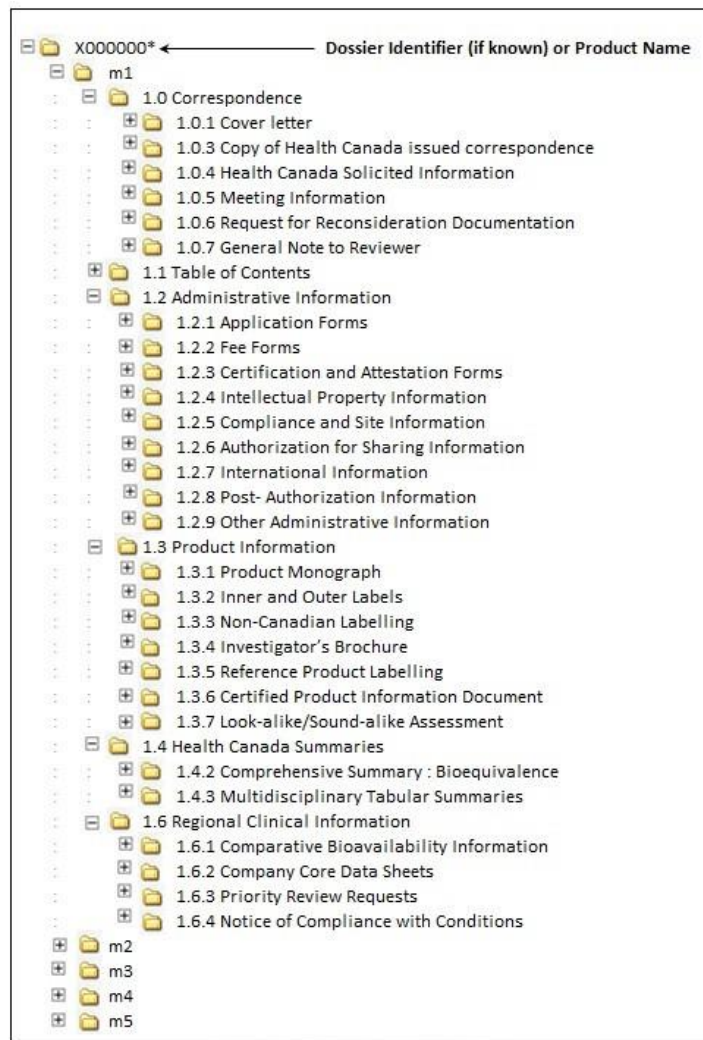 X000000* Dossier Identifier (if known) or Product Name
m1
1.0 Correspondence
1.0.1 Cover letter
1.0.3 Copy of Health Canada issued correspondence
1.0.4 Health Canada Solicited Information
1.0.5 Meeting Information
1.0.6 Request for Reconsideration Documentation
1.0.7 General Note to Reviewer
1.1 Table of Contents
1.2 Administrative Information
1.2.1 Application Forms
1.2.2 Fee Forms
1.2.3 Certification and Attestation Forms
1.2.4 Intellectual Property Information
1.2.5 Compliance and Site Information
1.2.6 Authorization for Sharing Information
1.2.7 International Information
1.2.8 Post- Authorization Information
1.2.9 Other Administrative Information
1.3 Product Information
1.3.1 Product Monograph
1.3.2 Inner and Outer Labels
1.3.3 Non-Canadian Labelling
1.3.4 Investigator's Brochure
1.3.5 Reference Product Labelling
1.3.6 Certified Product Information Document
1.3.7 Look-alike/Sound-alike Assessment
1.4 Health Canada Summaries
1.4.2 Comprehensive Summary : Bioequivalence
1.4.3 Multidisciplinary Tabular Summaries
1.6 Regional Clinical Information
1.6.1 Comparative Bioavailability Information
1.6.2 Company Core Data Sheets
1.6.3 Priority Review Requests
1.6.4 Notice of Compliance with Conditions
m2
m3
m4
m5